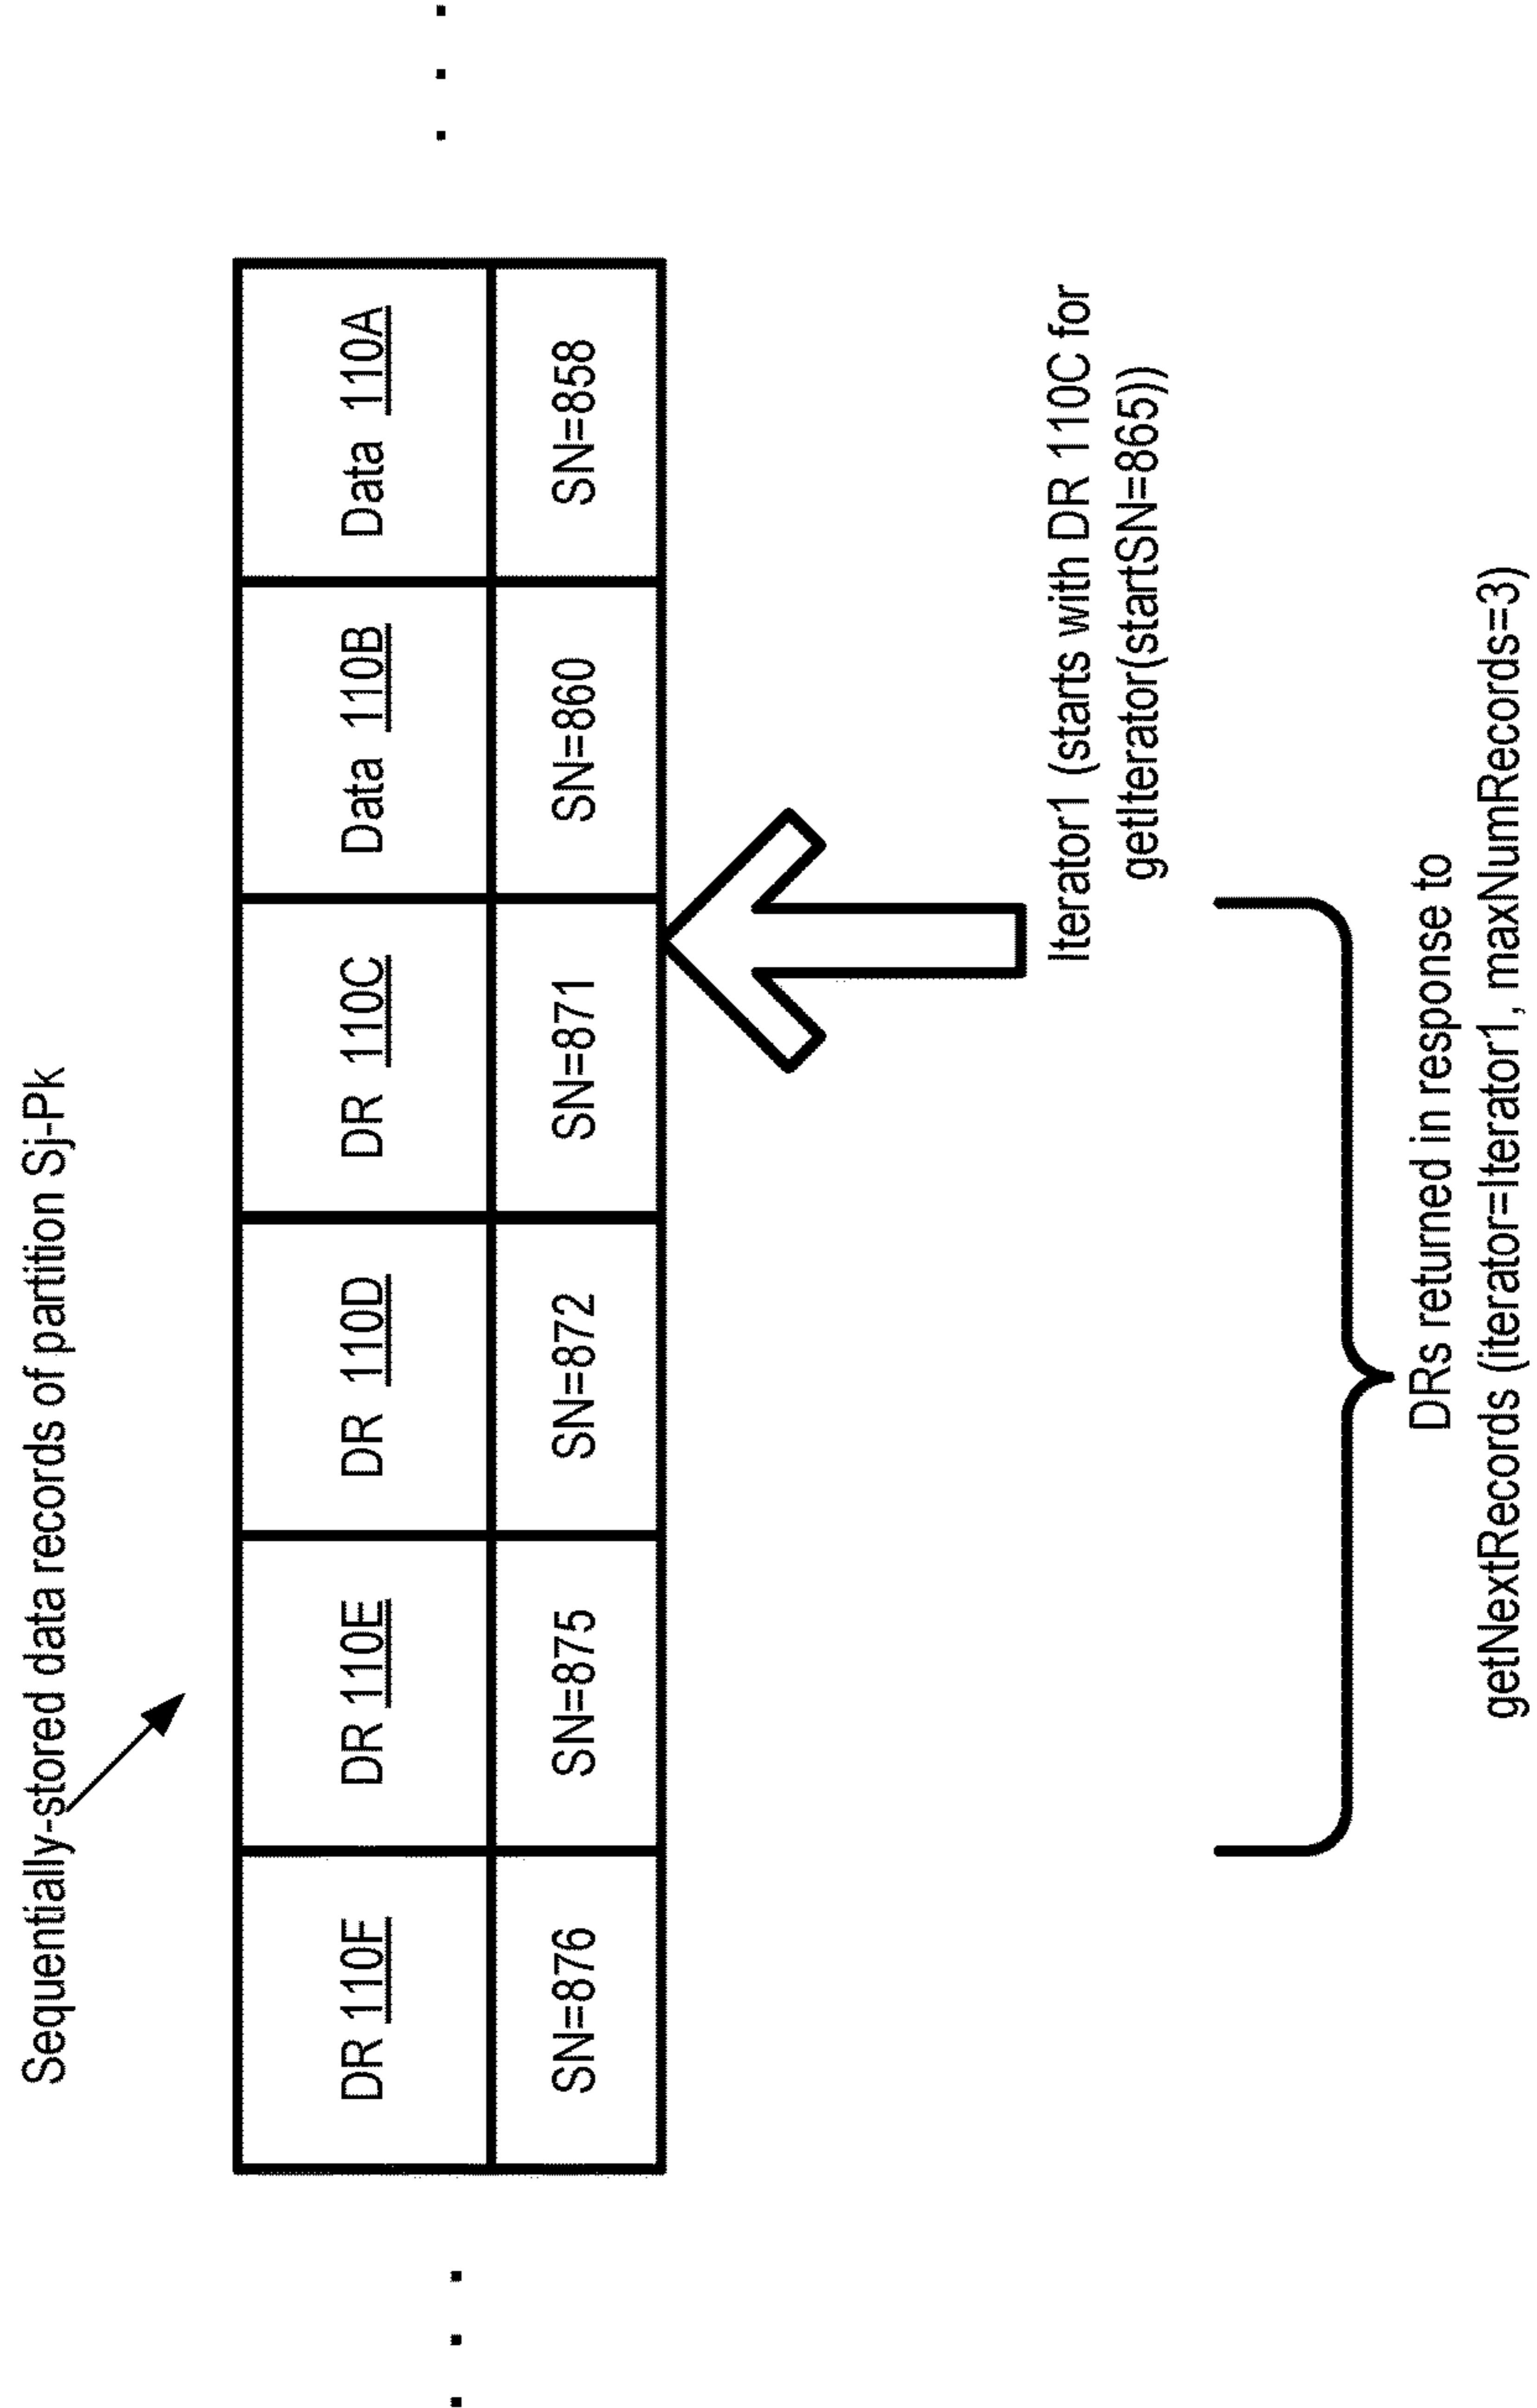 Sequentially-stored data records of partition Sj-Pk
DR 110F
DR 110E
DR 110D
DR 110C
Data 110B
Data 110A
SN=876
SN=875
SN=872
SN=871
SN=860
SN=858
Iterator1 (starts with DR 110C for
getIterator(startSN=865))
DRs returned in response to
getNextRecords (iterator=Iterator1, maxNumRecords=3)